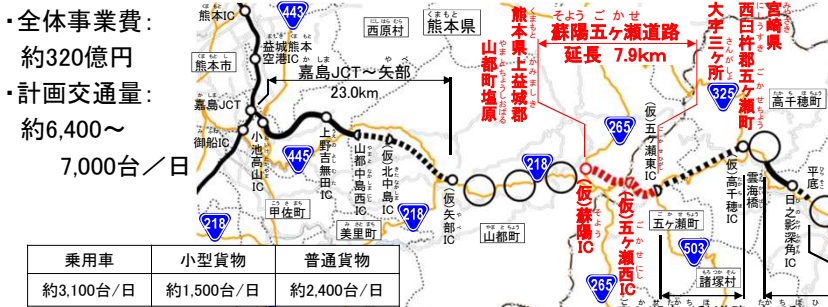 ・全体事業費:
約320億円
・計画交通量:
約6,400～
7,000台/日
乗用車 小型貨物 普通貨物
約3,100台/日 約1,500台/日 約2,400台/日
熊本IC
443
益城熊本空港IC
西原村
熊本県
熊本市
嘉島JCT～矢部
23.0km
嘉島JCT
御船IC
小池高山IC
445
上野吉無田IC
山都中島西IC
(仮)北中島IC
218
218
甲佐町
美里町
(仮)矢部IC
山都町
218
熊本県上益城郡
山都町塩原
蘇陽五ヶ瀬道路
延長 7.9km
宮崎県
西臼杵郡五ヶ瀬町
大字三ケ所
325
高千穂町
265
(仮)五ヶ瀬東IC
(仮)蘇陽IC
(仮)五ヶ瀬西IC
265
五ヶ瀬町
503
諸塚村
(仮)高千穂IC
雲海橋
日之影深角IC
平底